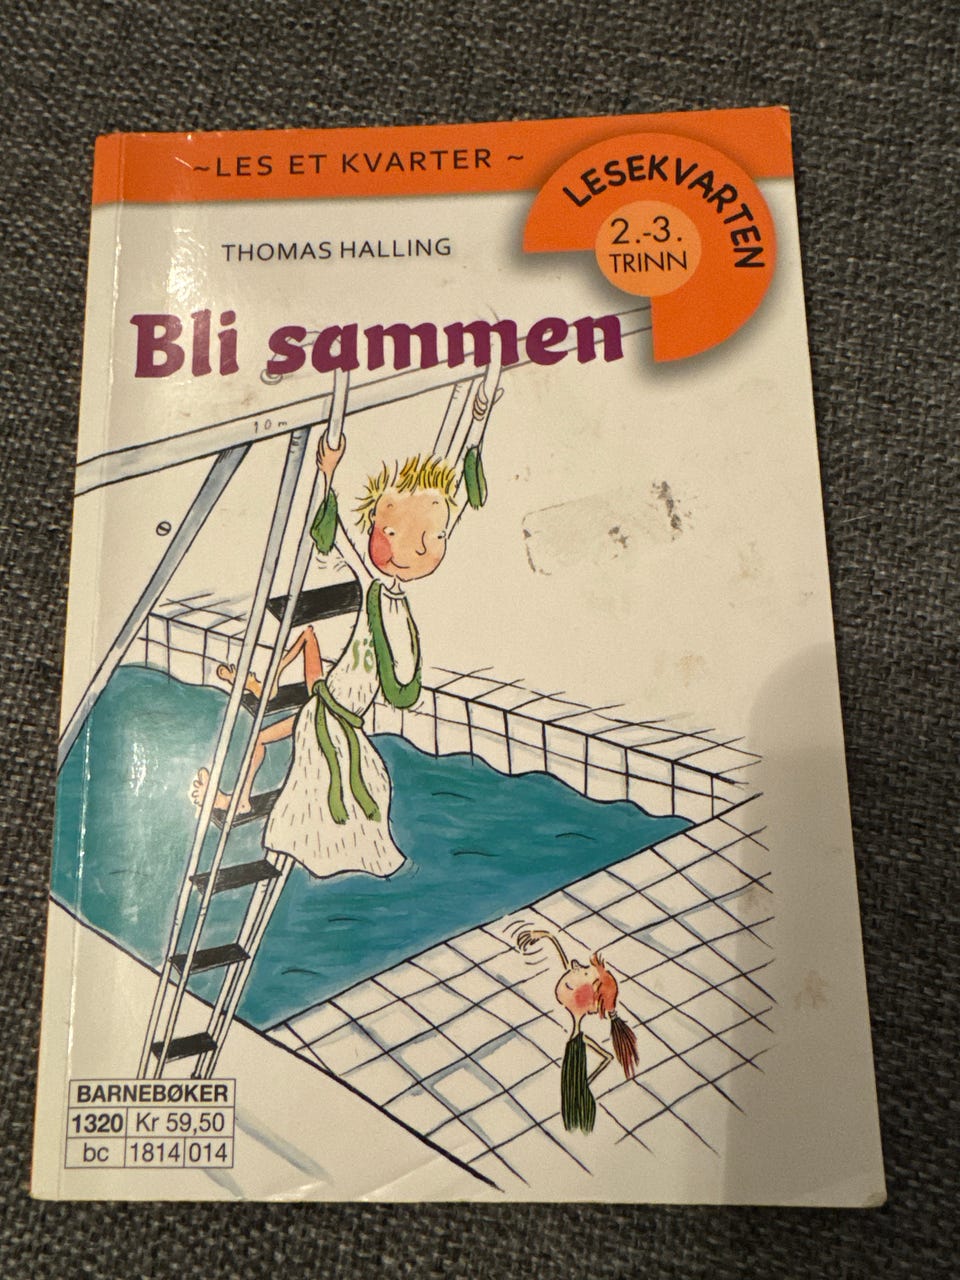 ~LES ET KVARTER ~
LESEKVARTEN
2.-3.
TRINN
THOMAS HALLING
Bli sammen
10 m
SÖ
BARNEBØKER
1320 Kr 59,50
bc 1814 014